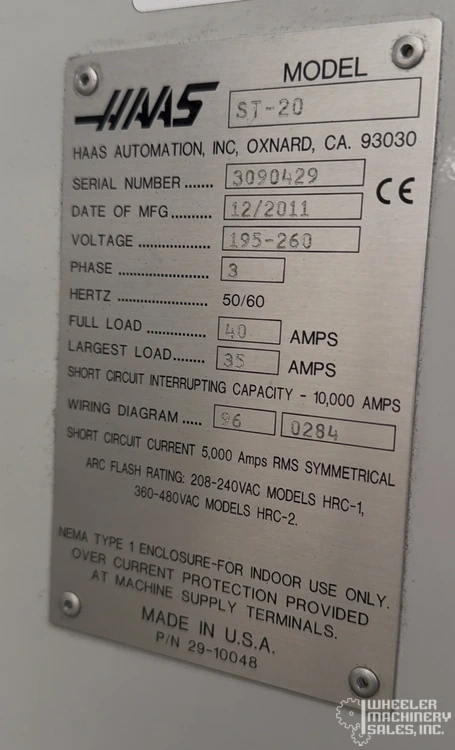 HAAS
MODEL
ST-20
HAAS AUTOMATION, INC, OXNARD, CA. 93030
SERIAL NUMBER ....... 3090429
CE
DATE OF MFG .......... 12/2011
VOLTAGE ................ 195-260
PHASE .................... 3
HERTZ .................... 50/60
FULL LOAD ............... 40 AMPS
LARGEST LOAD........ 35 AMPS
SHORT CIRCUIT INTERRUPTING CAPACITY - 10,000 AMPS
WIRING DIAGRAM ..... 96 0284
SHORT CIRCUIT CURRENT 5,000 Amps RMS SYMMETRICAL
ARC FLASH RATING: 208-240VAC MODELS HRC-1,
360-480VAC MODELS HRC-2.
NEMA TYPE 1 ENCLOSURE-FOR INDOOR USE ONLY.
OVER CURRENT PROTECTION PROVIDED
AT MACHINE SUPPLY TERMINALS.
MADE IN U.S.A.
P/N 29-10048
WHEELER
MACHINERY
SALES, INC.